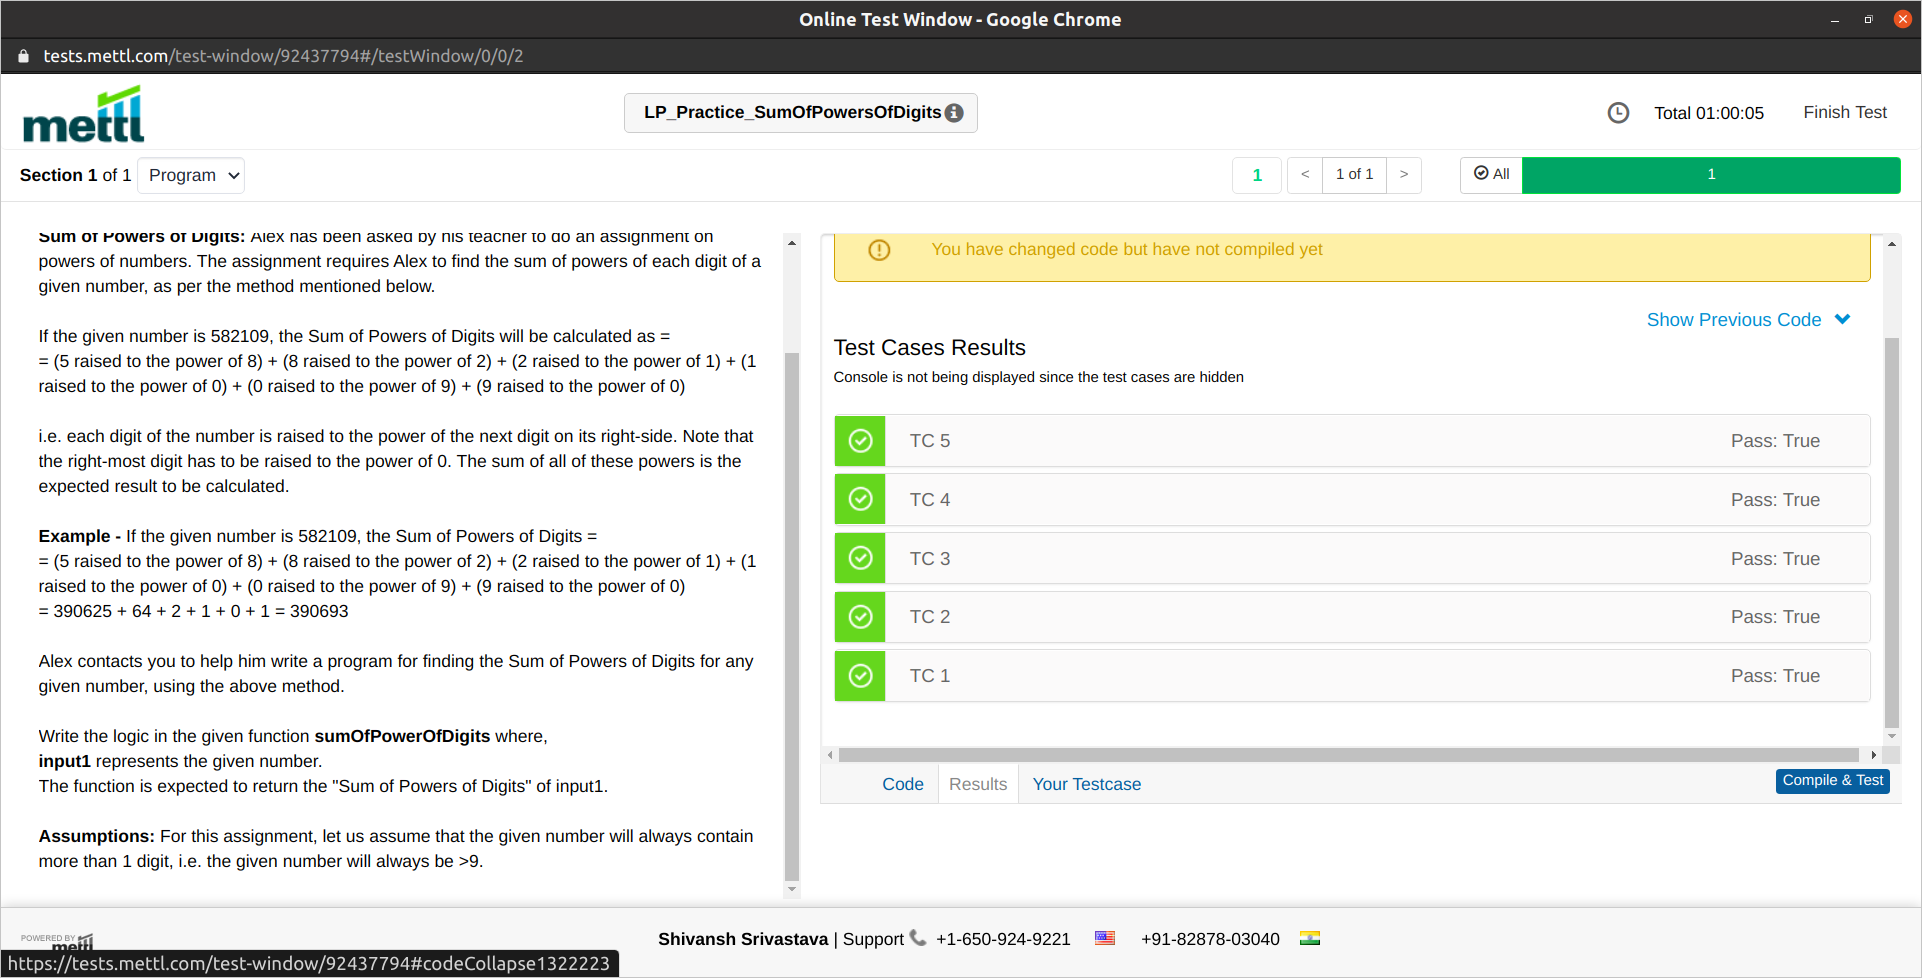 Online Test Window - Google Chrome
tests.mettl.com/test-window/92437794#/testWindow/0/0/2
mettl
LP_Practice_SumOfPowersOfDigits
Total 01:00:05
Finish Test
Section 1 of 1
Program
1
<
1 of 1
>
All
1
Sum of Powers of Digits: Alex has been asked by his teacher to do an assignment on
powers of numbers. The assignment requires Alex to find the sum of powers of each digit of a
given number, as per the method mentioned below.
If the given number is 582109, the Sum of Powers of Digits will be calculated as =
= (5 raised to the power of 8) + (8 raised to the power of 2) + (2 raised to the power of 1) + (1
raised to the power of 0) + (0 raised to the power of 9) + (9 raised to the power of 0)
i.e. each digit of the number is raised to the power of the next digit on its right-side. Note that
the right-most digit has to be raised to the power of 0. The sum of all of these powers is the
expected result to be calculated.
Example - If the given number is 582109, the Sum of Powers of Digits =
= (5 raised to the power of 8) + (8 raised to the power of 2) + (2 raised to the power of 1) + (1
raised to the power of 0) + (0 raised to the power of 9) + (9 raised to the power of 0)
= 390625 + 64 + 2 + 1 + 0 + 1 = 390693
Alex contacts you to help him write a program for finding the Sum of Powers of Digits for any
given number, using the above method.
Write the logic in the given function sumOfPowerOfDigits where,
input1 represents the given number.
The function is expected to return the "Sum of Powers of Digits" of input1.
Assumptions: For this assignment, let us assume that the given number will always contain
more than 1 digit, i.e. the given number will always be >9.
You have changed code but have not compiled yet
Show Previous Code
Test Cases Results
Console is not being displayed since the test cases are hidden
TC 5 Pass: True
TC 4 Pass: True
TC 3 Pass: True
TC 2 Pass: True
TC 1 Pass: True
Code
Results
Your Testcase
Compile & Test
POWERED BY
mettl
Shivansh Srivastava | Support +1-650-924-9221 +91-82878-03040
https://tests.mettl.com/test-window/92437794#codeCollapse1322223